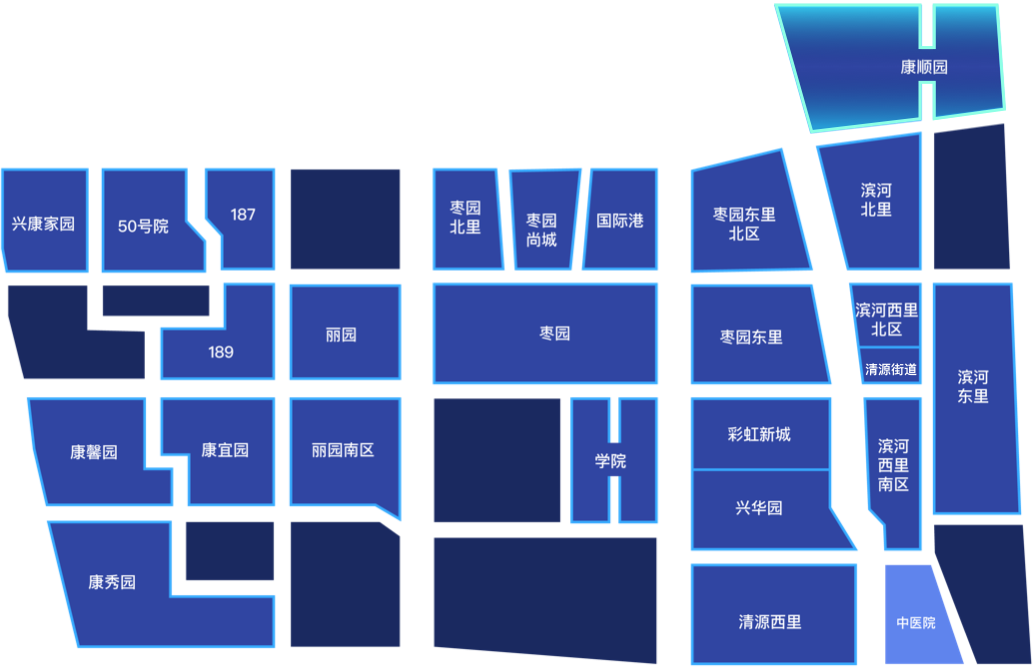 康顺园
兴康家园
50号院
187
枣园
北里
枣园
尚城
国际港
枣园东里
北区
滨河
北里
189
丽园
枣园
枣园东里
滨河西里
北区
清源街道
滨河
东里
康馨园
康宜园
丽园南区
学院
彩虹新城
兴华园
滨河
西里
南区
康秀园
清源西里
中医院